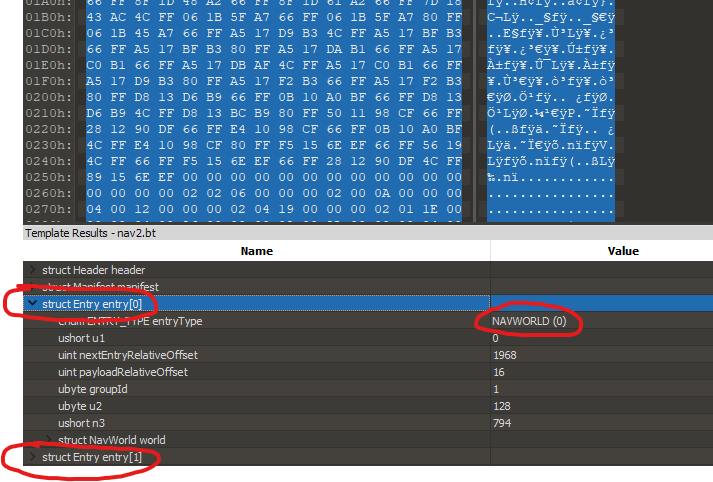 01A0h: 66 FF 8F 1D 48 A2 66 FF 8F 1D 61 A2 66 FF 7D 18
43 AC 4C FF 06 1B 5F A7 66 FF 06 1B 5F A7 80 FF C¬Lÿ.._§fÿ.._§€ÿ
01C0h: 06 1B 45 A7 66 FF A5 17 D9 B3 4C FF A5 17 BF B3 ..E§fÿ¥.Ù³Lÿ¥.¿³
01D0h: 66 FF A5 17 BF B3 80 FF A5 17 DA B1 66 FF A5 17 fÿ¥.¿³€ÿ¥.Ú±fÿ¥.
01E0h: C0 B1 66 FF A5 17 DB AF 4C FF A5 17 C0 B1 66 FF À±fÿ¥.Û¯Lÿ¥.À±fÿ
01F0h: A5 17 D9 B3 80 FF A5 17 F2 B3 66 FF A5 17 F2 B3 ¥.Ù³€ÿ¥.ò³fÿ¥.ò³
0200h: 80 FF D8 13 D6 B9 66 FF 0B 10 A0 BF 66 FF D8 13 €ÿØ.Ö¹fÿ.. ¿fÿØ.
0210h: D6 B9 4C FF D8 13 BC B9 80 FF 50 11 98 CF 66 FF Ö¹LÿØ.¼¹€ÿP.˜Ïfÿ
0220h: 28 12 90 DF 66 FF E4 10 98 CF 66 FF 0B 10 A0 BF (..ßfÿä.˜Ïfÿ.. ¿
0230h: 4C FF E4 10 98 CF 80 FF F5 15 6E EF 66 FF 56 19 Lÿä.˜Ï€ÿõ.nïfÿV.
0240h: 4C FF 66 FF F5 15 6E EF 66 FF 28 12 90 DF 4C FF Lÿfÿõ.nïfÿ(..ßLÿ
0250h: 89 15 6E EF 00 00 00 00 00 00 00 00 00 00 00 00 ‰.nï............
0260h: 00 00 00 00 02 02 06 00 00 00 02 00 0A 00 00 00 ................
0270h: 04 00 12 00 00 00 02 04 19 00 00 00 02 01 1E 00 ................
Template Results - nav2.bt
Name Value
struct Header header
struct Manifest manifest
struct Entry entry[0]
enum ENTRY_TYPE entryType NAVWORLD (0)
ushort u1 0
uint nextEntryRelativeOffset 1968
uint payloadRelativeOffset 16
ubyte groupId 1
ubyte u2 128
ushort n3 794
struct NavWorld world
struct Entry entry[1]